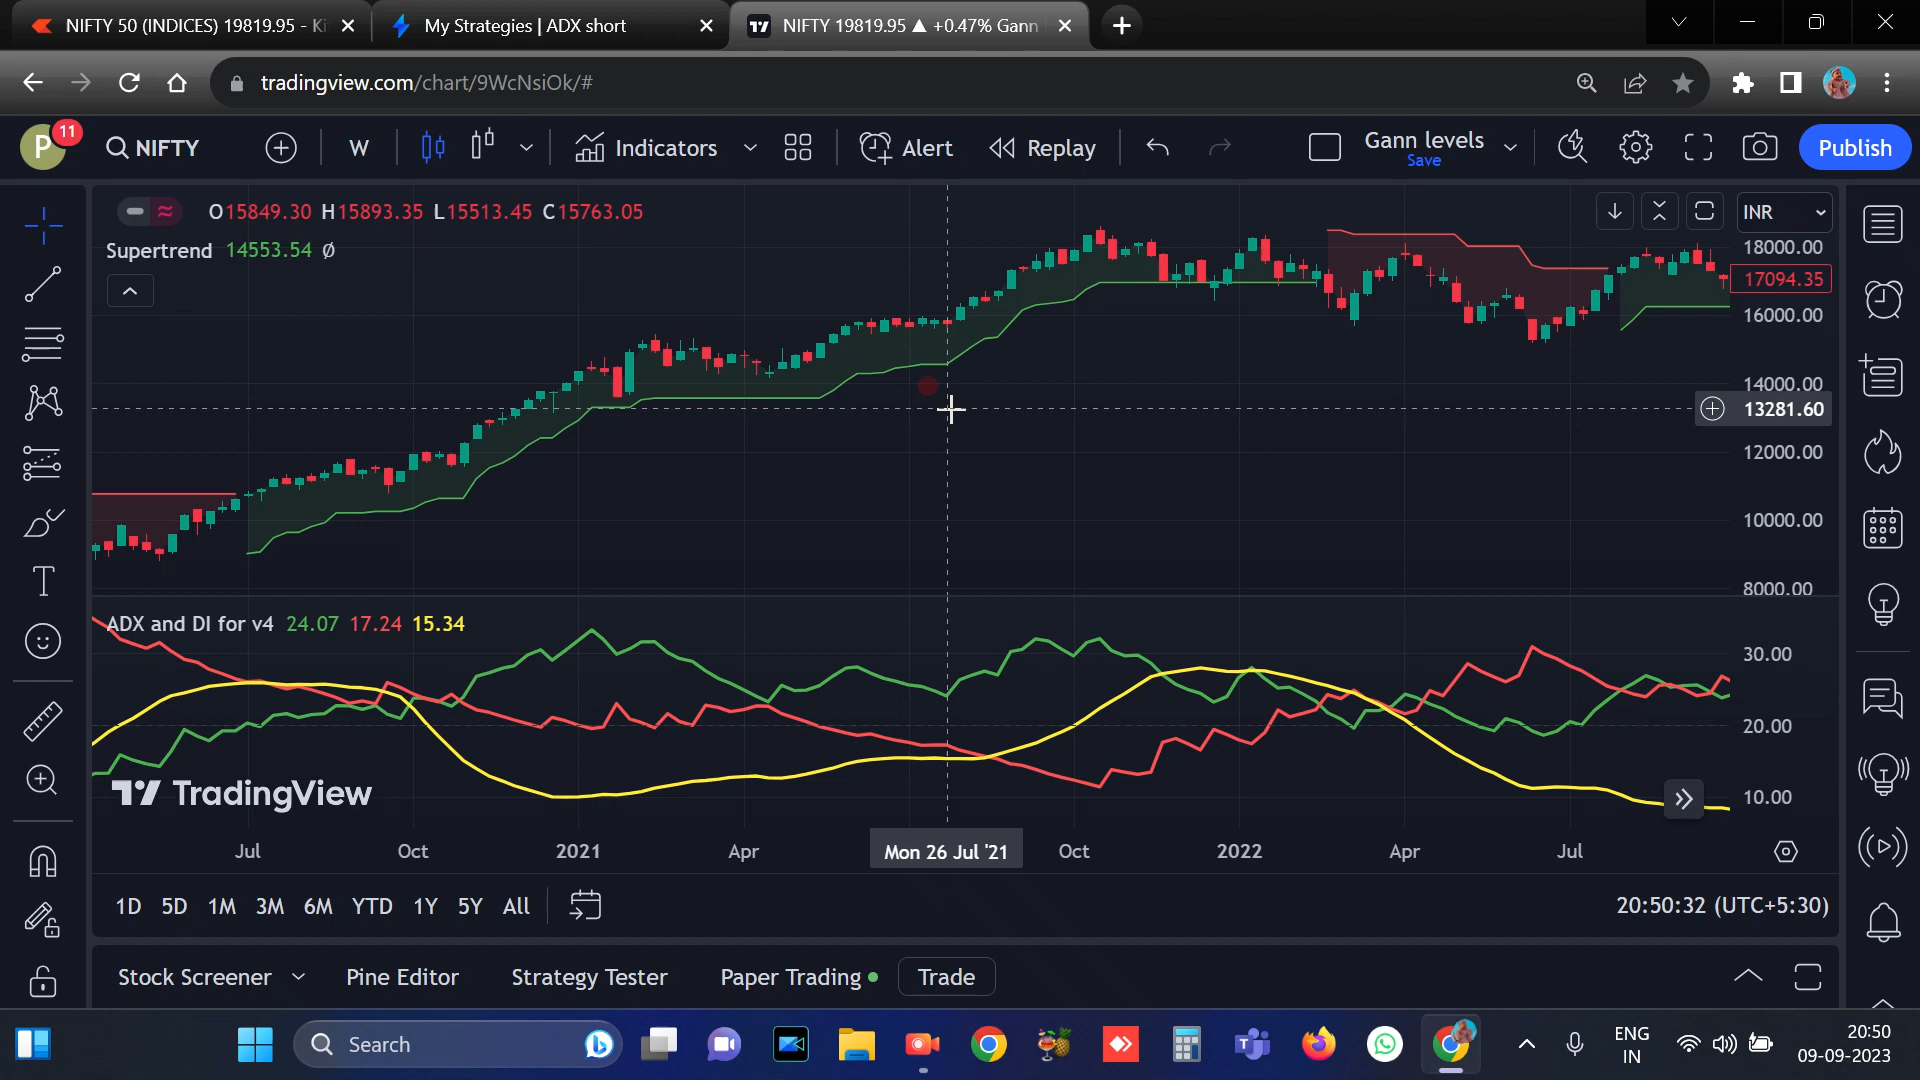 NIFTY 50 (INDICES) 19819.95 - Ki
My Strategies | ADX short
NIFTY 19819.95 ▲ +0.47% Gann
tradingview.com/chart/9WcNsiOk/#
P 11
NIFTY
W
Indicators
Alert
Replay
Gann levels
Save
Publish
O15849.30 H15893.35 L15513.45 C15763.05
INR
Supertrend 14553.54 Ø
18000.00
17094.35
16000.00
14000.00
13281.60
12000.00
10000.00
8000.00
ADX and DI for v4 24.07 17.24 15.34
30.00
20.00
10.00
TradingView
Jul Oct 2021 Apr Mon 26 Jul '21 Oct 2022 Apr Jul
1D 5D 1M 3M 6M YTD 1Y 5Y All
20:50:32 (UTC+5:30)
Stock Screener Pine Editor Strategy Tester Paper Trading Trade
Search
ENG
IN
20:50
09-09-2023